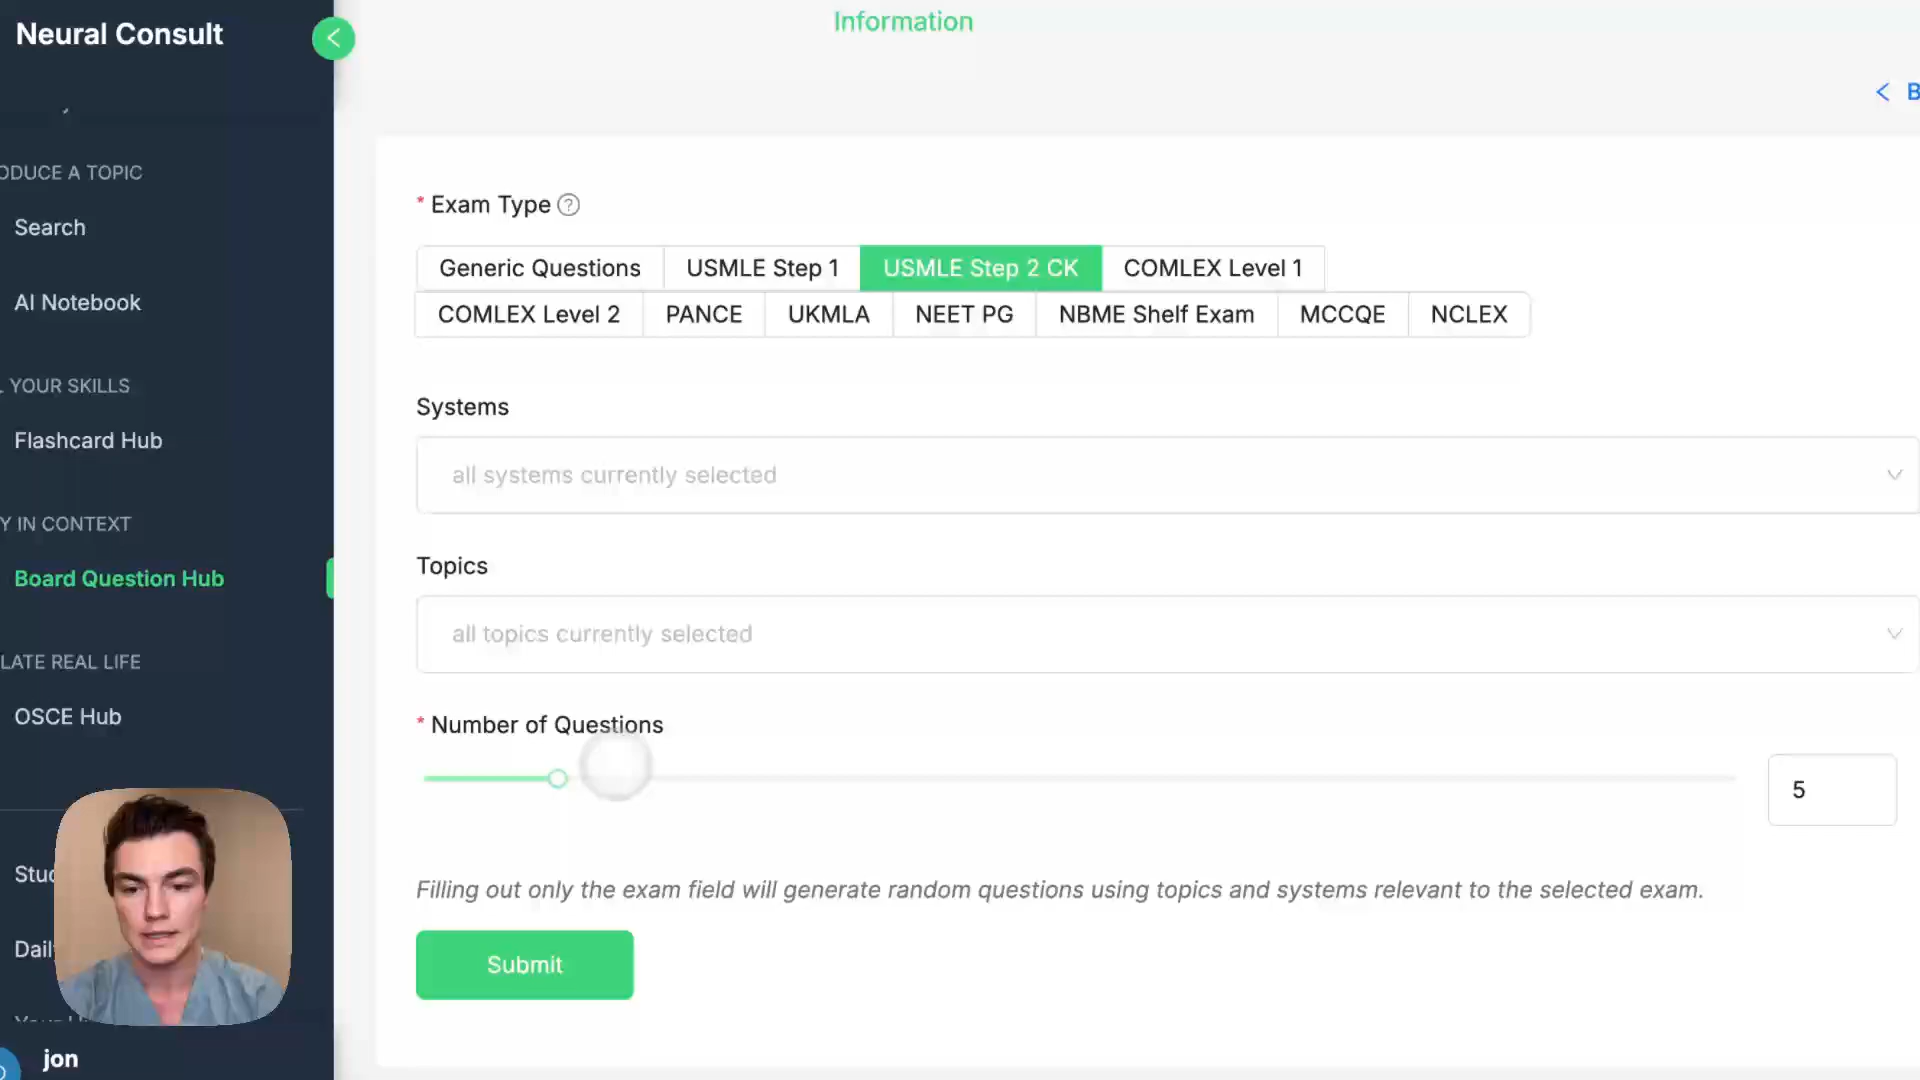 Neural Consult
Information
ODUCE A TOPIC
Search
AI Notebook
YOUR SKILLS
Flashcard Hub
Y IN CONTEXT
Board Question Hub
LATE REAL LIFE
OSCE Hub
Stud
Dail
jon
* Exam Type
Generic Questions USMLE Step 1 USMLE Step 2 CK COMLEX Level 1
COMLEX Level 2 PANCE UKMLA NEET PG NBME Shelf Exam MCCQE NCLEX
Systems
all systems currently selected
Topics
all topics currently selected
* Number of Questions
5
Filling out only the exam field will generate random questions using topics and systems relevant to the selected exam.
Submit